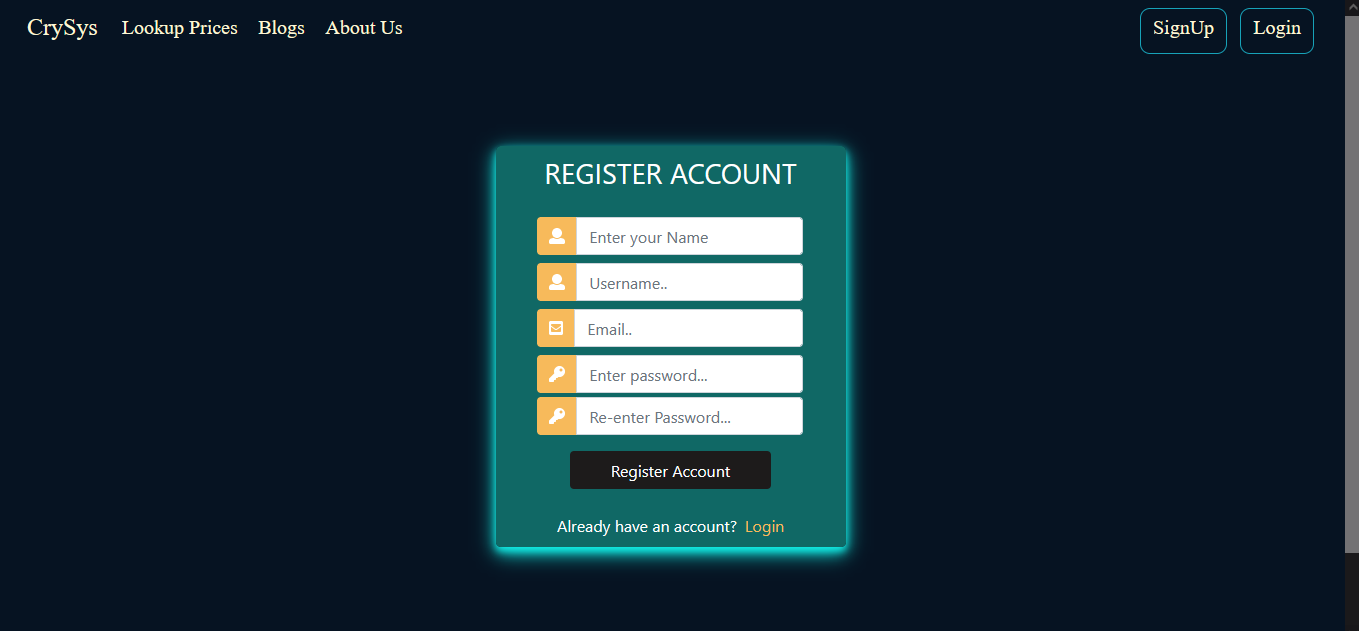 CrySys Lookup Prices Blogs About Us SignUp Login
REGISTER ACCOUNT
Enter your Name
Username..
Email..
Enter password...
Re-enter Password...
Register Account
Already have an account? Login